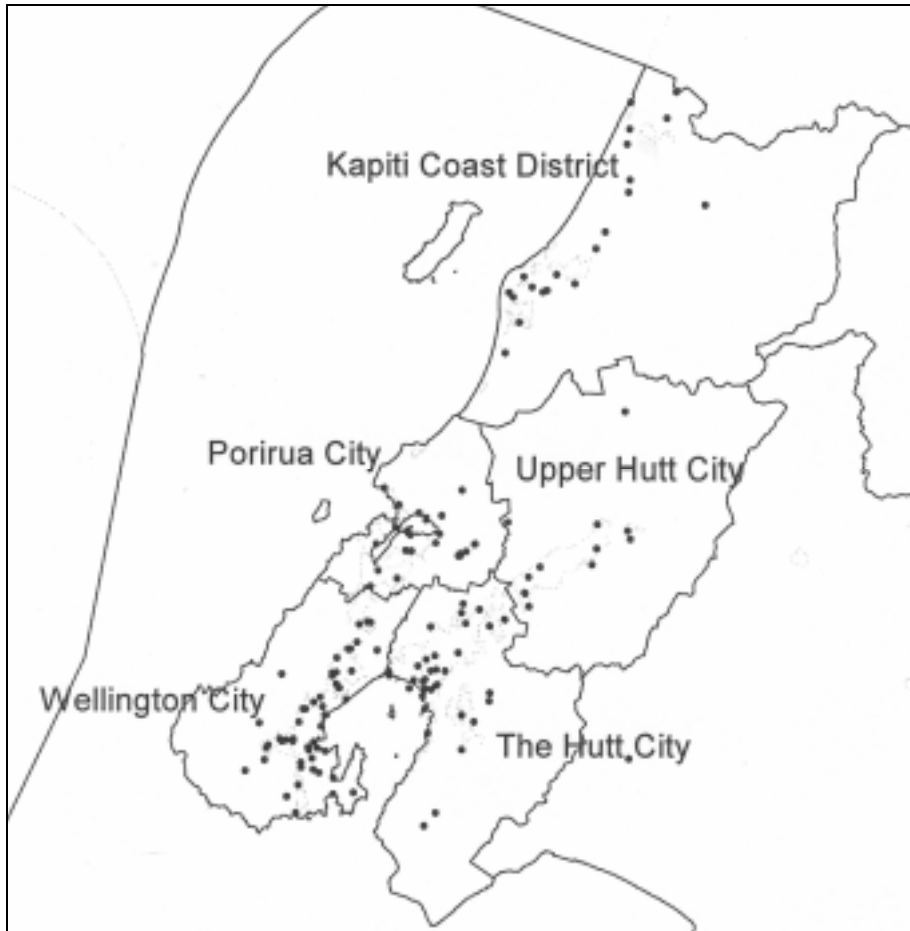 Kapiti Coast District
Porirua City
Upper Hutt City
Wellington City
The Hutt City